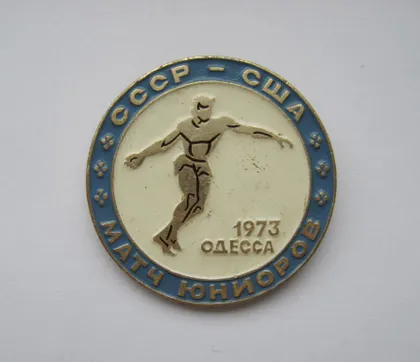 СССР - США
1973
ОДЕССА
МАТЧ ЮНИОРОВ